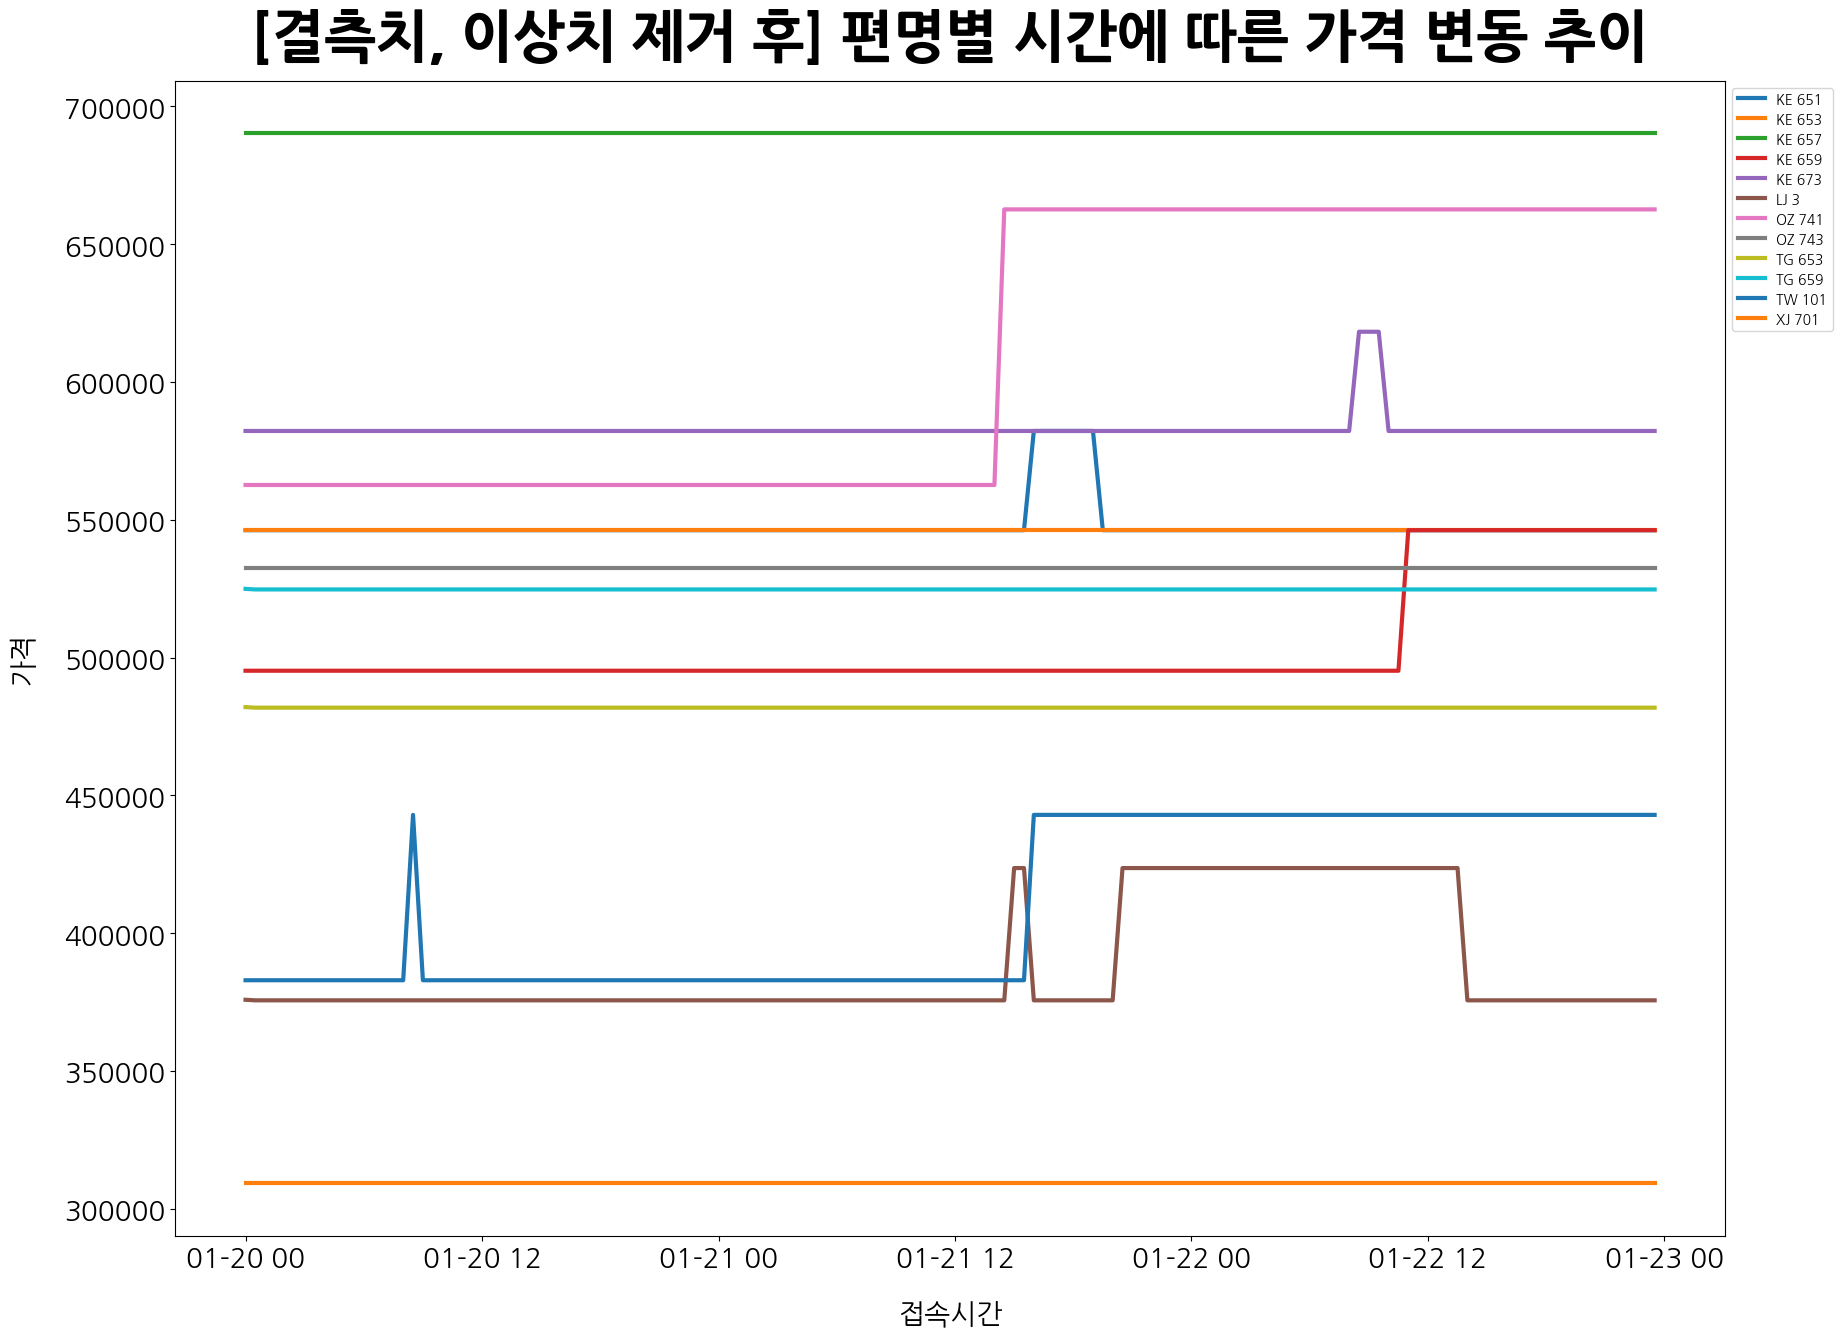 [결측치, 이상치 제거 후] 편명별 시간에 따른 가격 변동 추이
700000
650000
600000
550000
500000
450000
400000
350000
300000
가격
01-20 00
01-20 12
01-21 00
01-21 12
01-22 00
01-22 12
01-23 00
접속시간
KE 651
KE 653
KE 657
KE 659
KE 673
LJ 3
OZ 741
OZ 743
TG 653
TG 659
TW 101
XJ 701